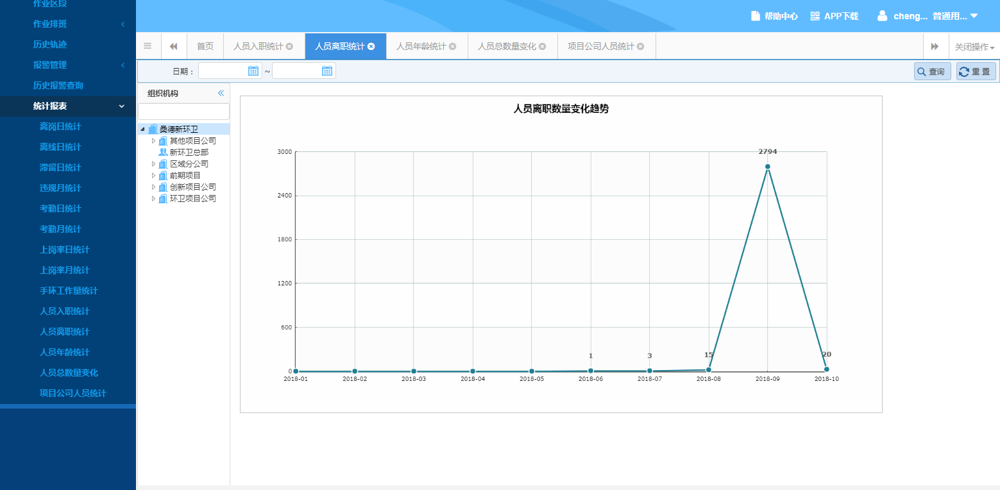 作业区段
作业排班
历史轨迹
报警管理
历史报警查询
统计报表
离岗日统计
离线日统计
滞留日统计
违规月统计
考勤日统计
考勤月统计
上岗率日统计
上岗率月统计
手环工作量统计
人员入职统计
人员离职统计
人员年龄统计
人员总数量变化
项目公司人员统计
帮助中心 APP下载 cheng... 普通用...
首页 人员入职统计 人员离职统计 人员年龄统计 人员总数量变化 项目公司人员统计 关闭操作
日期： ~ 查询 重 置
组织机构
桑德新环卫
其他项目公司
新环卫总部
区域分公司
前期项目
创新项目公司
环卫项目公司
人员离职数量变化趋势
3000
2400
1800
1200
600
0
1 3 15 2794 20
2018-01 2018-02 2018-03 2018-04 2018-05 2018-06 2018-07 2018-08 2018-09 2018-10